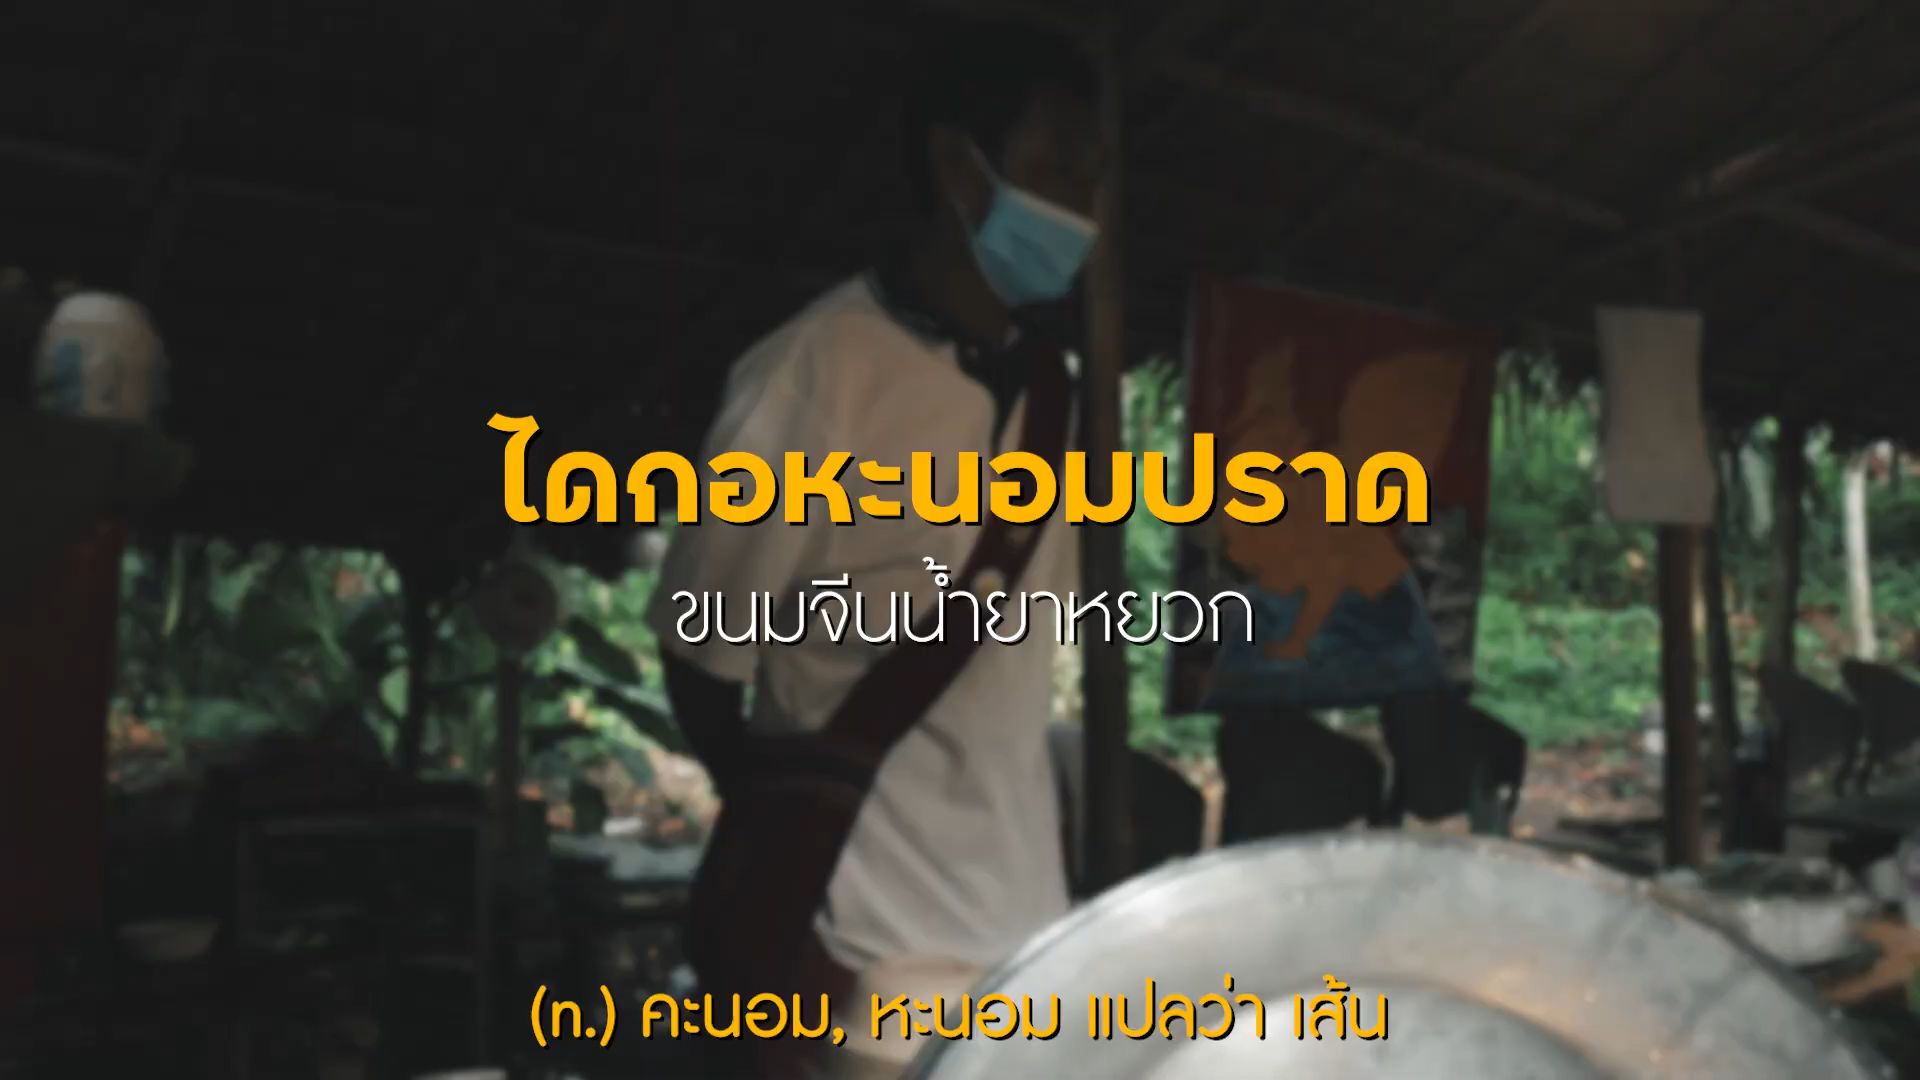 ไดกอหะนอมปราด
ขนมจีนน้ำยาหยวก
(n.) คะนอม, หะนอม แปลว่า เส้น